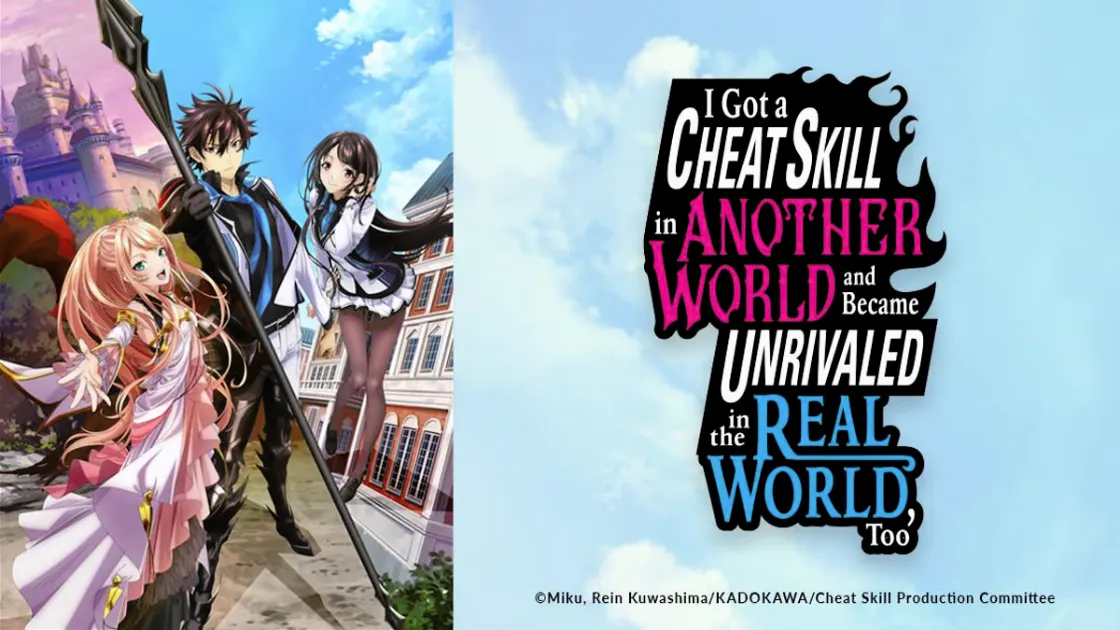 I Got a
CHEAT SKILL
in ANOTHER
WORLD and
Became
UNRIVALED
in
the REAL
WORLD,
Too
©Miku, Rein Kuwashima/KADOKAWA/Cheat Skill Production Committee